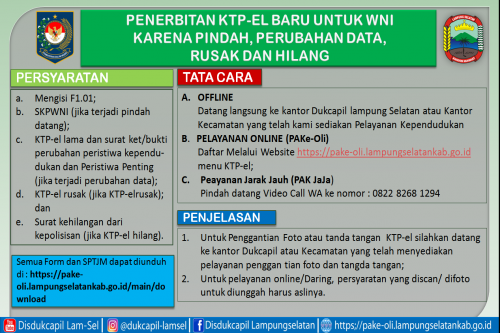 PENERBITAN KTP-EL BARU UNTUK WNI
KARENA PINDAH, PERUBAHAN DATA,
RUSAK DAN HILANG
LAMPUNG SELATAN
PERSYARATAN
a. Mengisi F1.01;
b. SKPWNI (jika terjadi pindah
datang);
c. KTP-el lama dan surat ket/bukti
perubahan peristiwa kependu-
dukan dan Peristiwa Penting
(jika terjadi perubahan data);
d. KTP-el rusak (jika KTP-elrusak);
dan
e. Surat kehilangan dari
kepolisisan (jika KTP-el hilang).
Semua Form dan SPTJM dapat diunduh
di : https://pake-
oli.lampungselatankab.go.id/main/do
wnload
TATA CARA
A. OFFLINE
Datang langsung ke kantor Dukcapil lampung Selatan atau Kantor
Kecamatan yang telah kami sediakan Pelayanan Kependudukan
B. PELAYANAN ONLINE (PAKe-Oli)
Daftar Melalui Website https://pake-oli.lampungselatankab.go.id
menu KTP-el;
C. Peayanan Jarak Jauh (PAK JaJa)
Pindah datang Video Call WA ke nomor : 0822 8268 1294
PENJELASAN
1. Untuk Penggantian Foto atau tanda tangan KTP-el silahkan datang
ke kantor Dukcapil atau Kecamatan yang telah menyediakan
pelayanan penggan tian foto dan tangda tangan;
2. Untuk pelayanan online/Daring, persyaratan yang discan/ difoto
untuk diunggah harus aslinya.
Disdukcapil Lam-Sel | @dukcapil-lamsel | Disdukcapil Lampungselatan | https://pake-oli.lampungselatankab.go.id